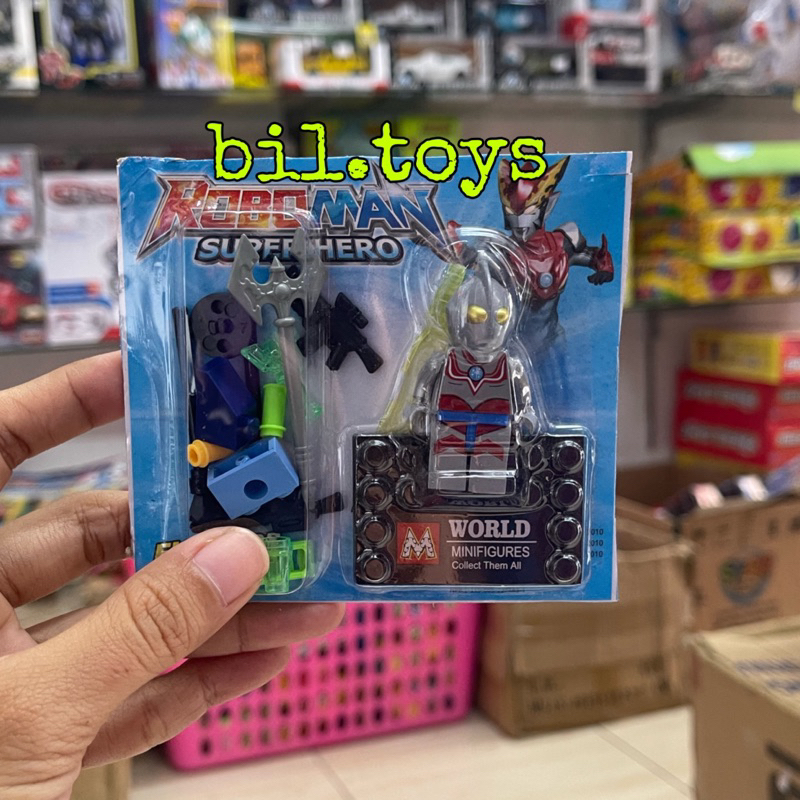 bil.toys
ROBOMAN
SUPER HERO
M WORLD
MINIFIGURES
Collect Them All